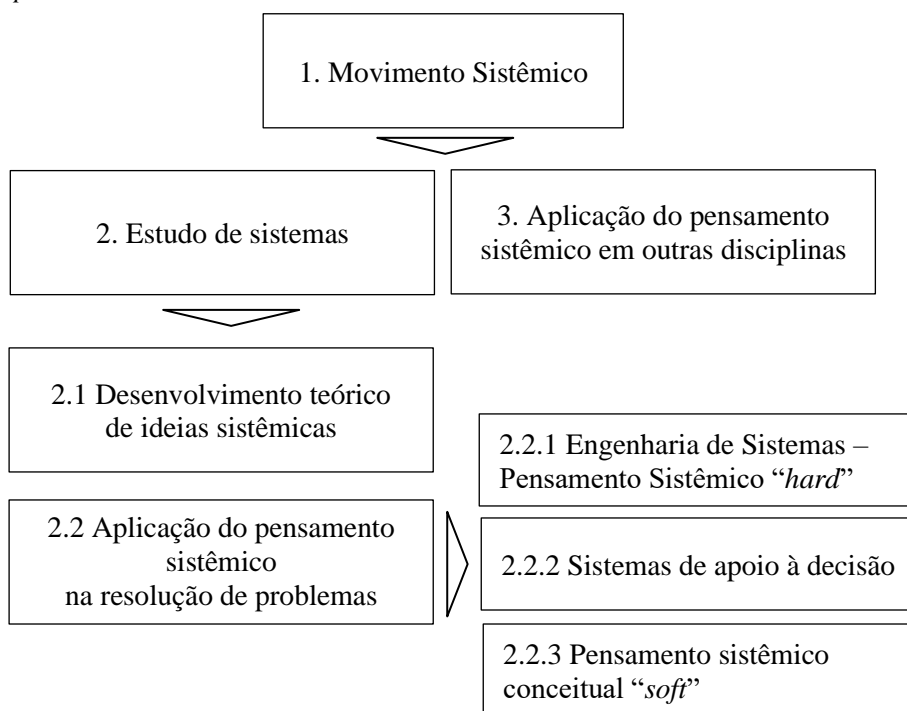 1. Movimento Sistêmico
2. Estudo de sistemas
3. Aplicação do pensamento
sistêmico em outras disciplinas
2.1 Desenvolvimento teórico
de ideias sistêmicas
2.2 Aplicação do pensamento
sistêmico
na resolução de problemas
2.2.1 Engenharia de Sistemas –
Pensamento Sistêmico “hard”
2.2.2 Sistemas de apoio à decisão
2.2.3 Pensamento sistêmico
conceitual “soft”